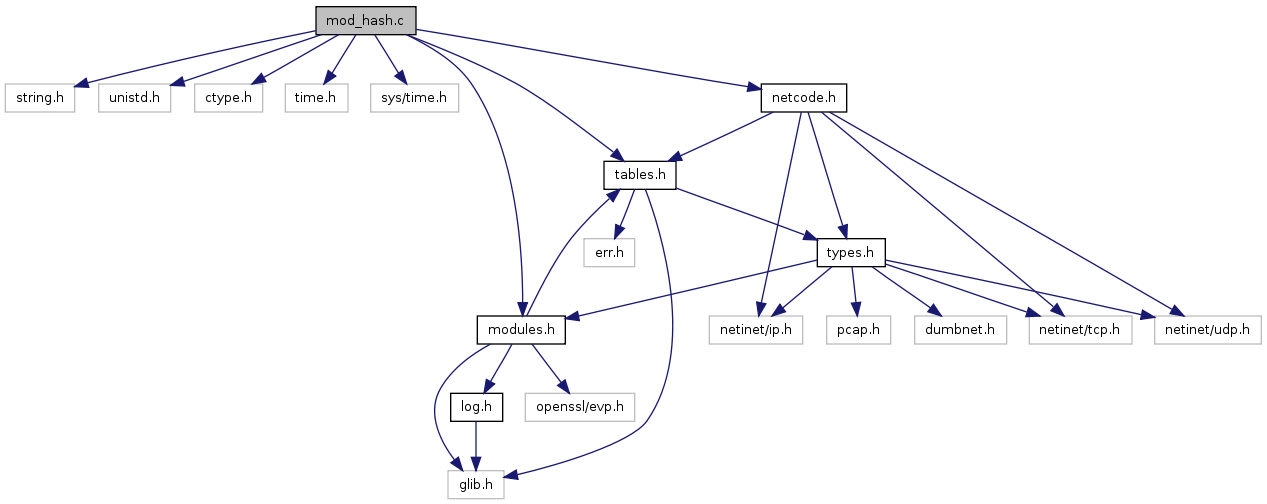 mod_hash.c
string.h
unistd.h
ctype.h
time.h
sys/time.h
netcode.h
tables.h
err.h
types.h
modules.h
netinet/ip.h
pcap.h
dumbnet.h
netinet/tcp.h
netinet/udp.h
log.h
openssl/evp.h
glib.h